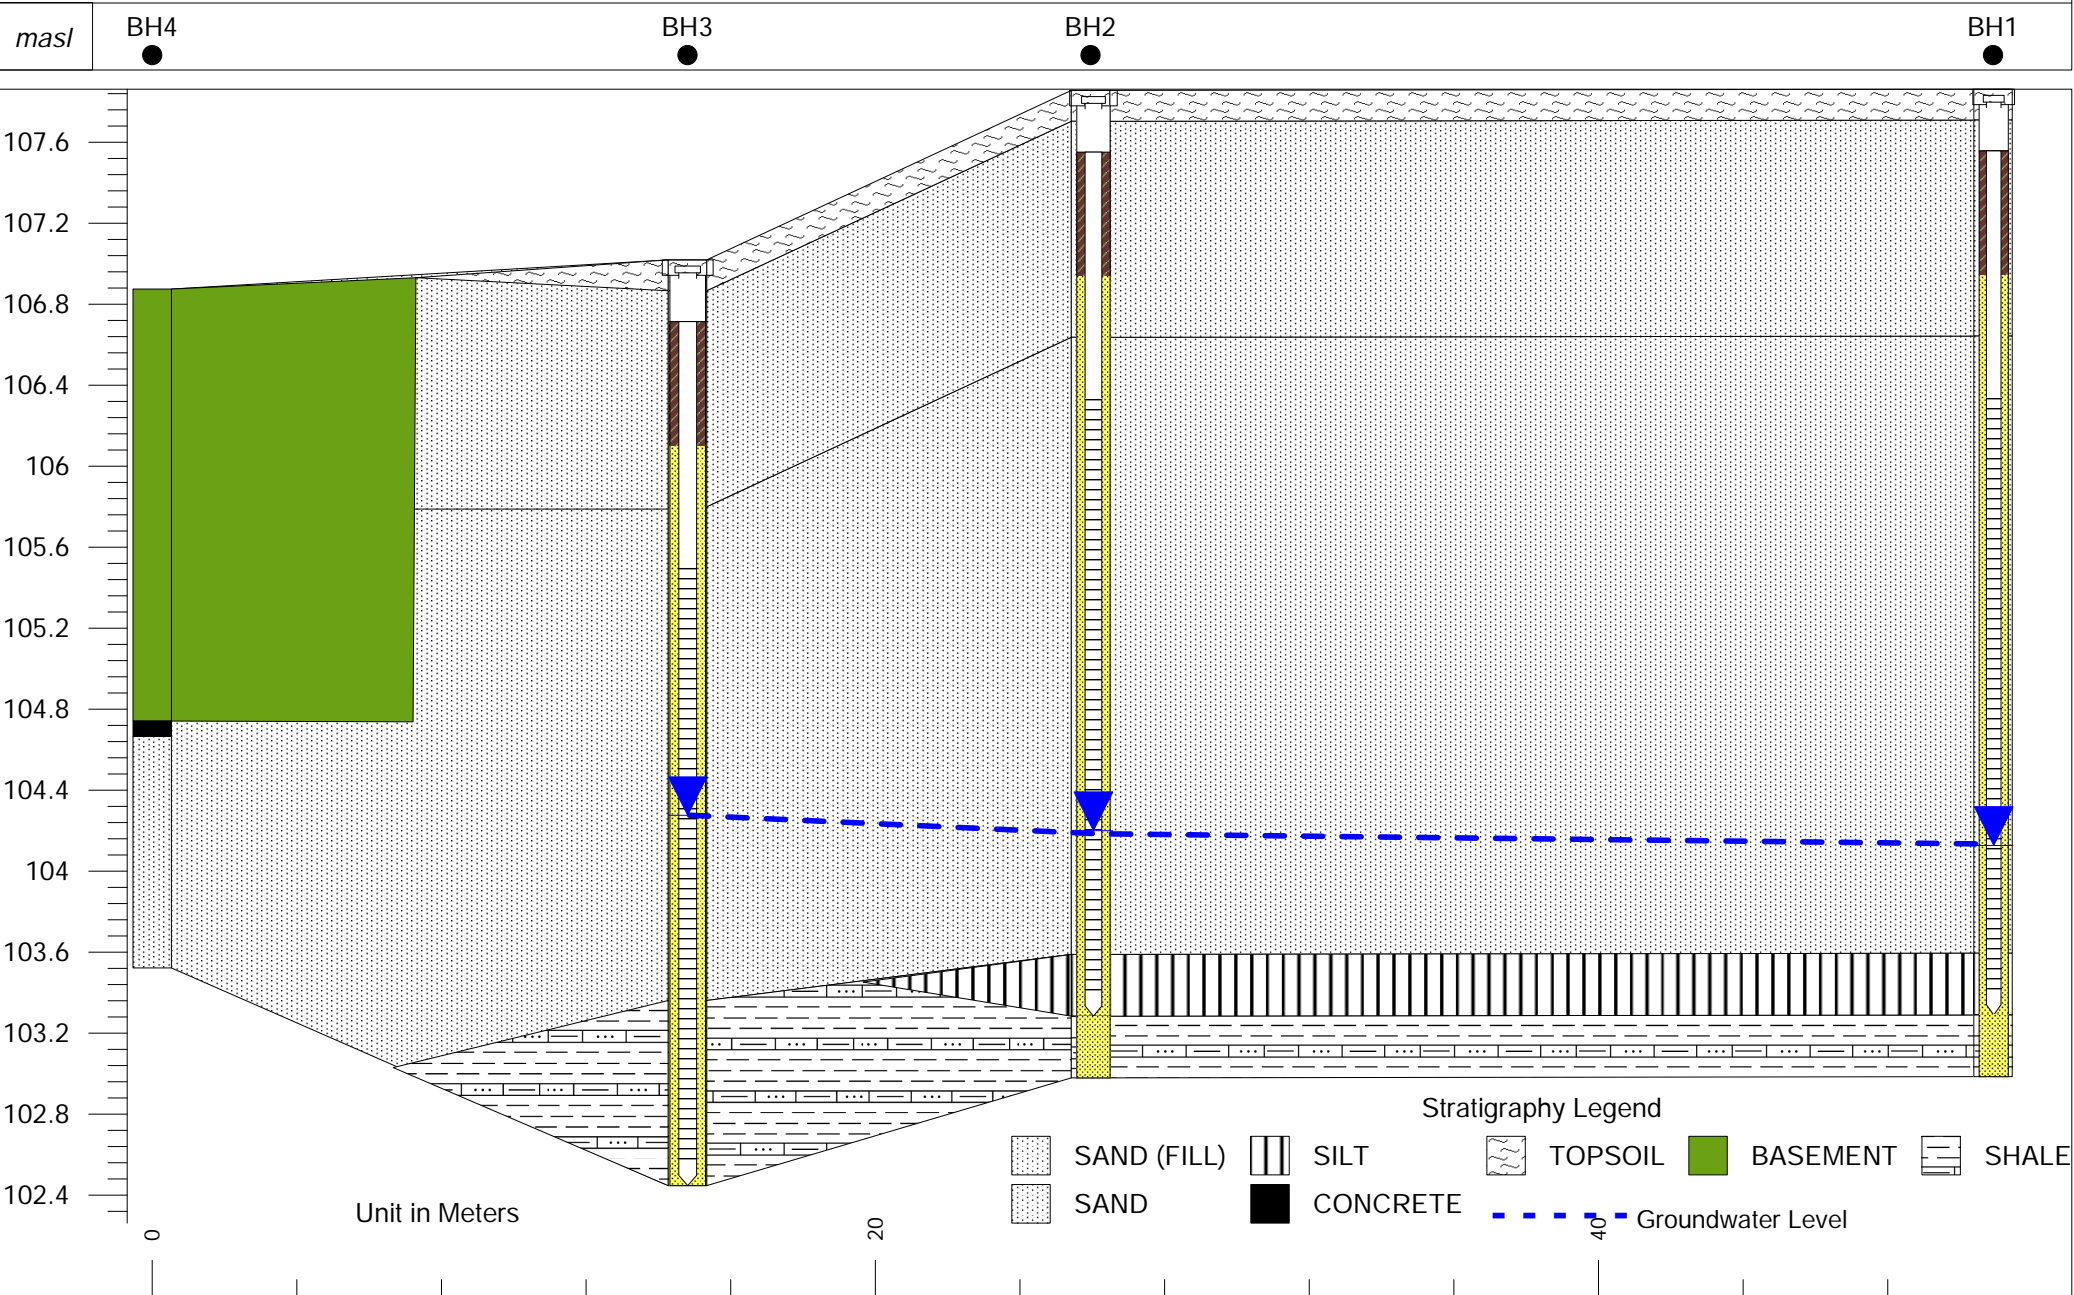 masl BH4 BH3 BH2 BH1
107.6
107.2
106.8
106.4
106
105.6
105.2
104.8
104.4
104
103.6
103.2
102.8
102.4
Stratigraphy Legend
SAND (FILL) SILT TOPSOIL BASEMENT SHALE
SAND CONCRETE Groundwater Level
Unit in Meters
0 20 40